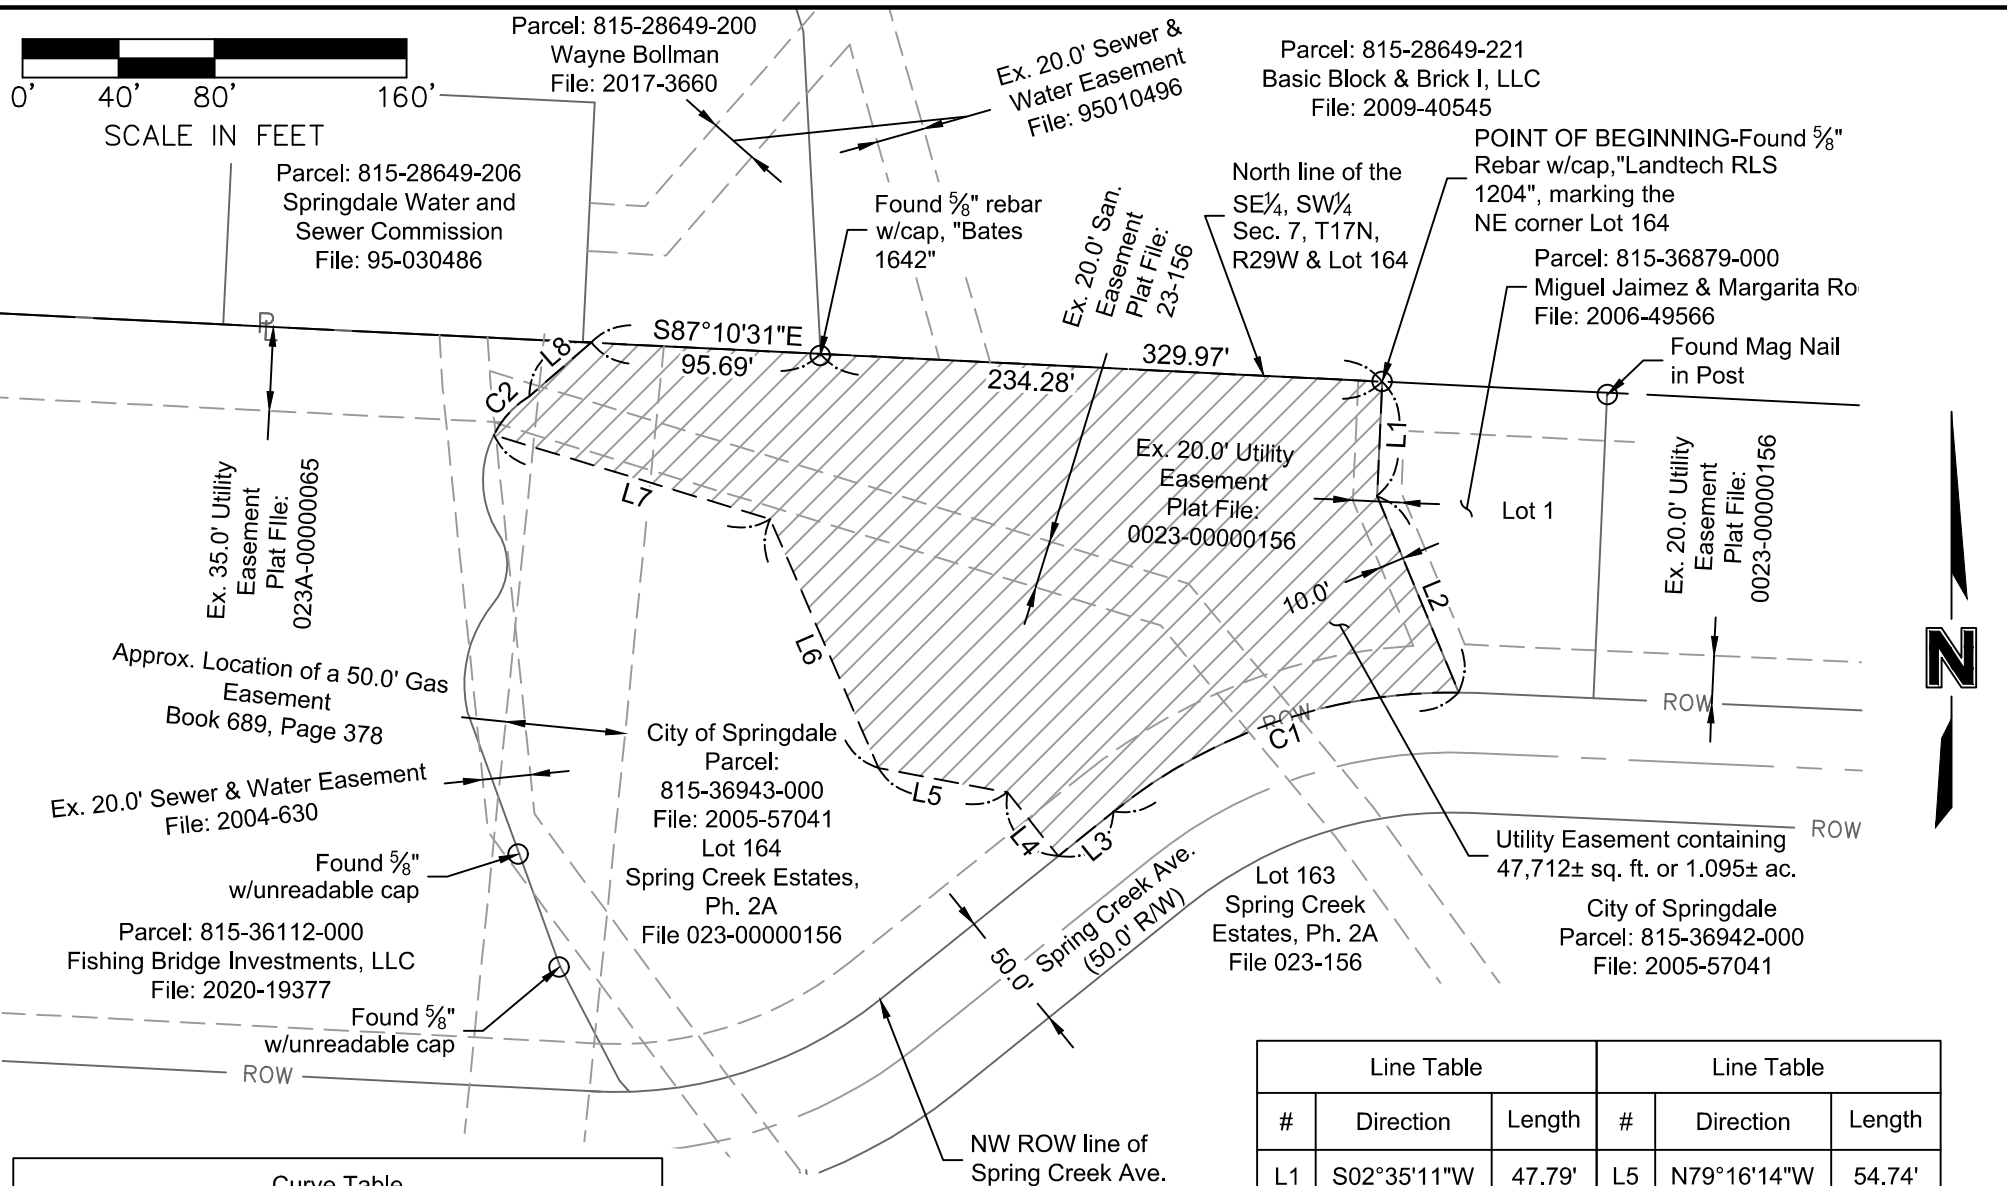 Parcel: 815-28649-200
Wayne Bollman
File: 2017-3660
Ex. 20.0' Sewer &
Water Easement
File: 95010496
Parcel: 815-28649-221
Basic Block & Brick I, LLC
File: 2009-40545
0' 40' 80' 160'
SCALE IN FEET
POINT OF BEGINNING-Found ⅝"
Rebar w/cap,"Landtech RLS
1204", marking the
NE corner Lot 164
Parcel: 815-28649-206
Springdale Water and
Sewer Commission
File: 95-030486
Found ⅝" rebar
w/cap, "Bates
1642"
Ex. 20.0' San.
Easement
Plat File:
23-156
North line of the
SE¼, SW¼
Sec. 7, T17N,
R29W & Lot 164
Parcel: 815-36879-000
Miguel Jaimez & Margarita Ro
File: 2006-49566
Found Mag Nail
in Post
PL
S87°10'31"E
329.97'
95.69'
234.28'
L8
C2
L1
L7
Ex. 20.0' Utility
Easement
Plat File:
0023-00000156
Lot 1
Ex. 20.0' Utility
Easement
Plat File:
0023-00000156
Ex. 35.0' Utility
Easement
Plat FIle:
023A-00000065
10.0'
L2
L6
Approx. Location of a 50.0' Gas
Easement
Book 689, Page 378
ROW
ROW
C1
City of Springdale
Parcel:
815-36943-000
File: 2005-57041
Lot 164
Spring Creek Estates,
Ph. 2A
File 023-00000156
Ex. 20.0' Sewer & Water Easement
File: 2004-630
L5
L4
L3
ROW
Utility Easement containing
47,712± sq. ft. or 1.095± ac.
Found ⅝"
w/unreadable cap
Spring Creek Ave.
(50.0' R/W)
50.0'
Lot 163
Spring Creek
Estates, Ph. 2A
File 023-156
City of Springdale
Parcel: 815-36942-000
File: 2005-57041
Parcel: 815-36112-000
Fishing Bridge Investments, LLC
File: 2020-19377
Found ⅝"
w/unreadable cap
ROW
N
NW ROW line of
Spring Creek Ave.
Line Table Line Table
# Direction Length # Direction Length
L1 S02°35'11"W 47.79' L5 N79°16'14"W 54.74'
Curve Table